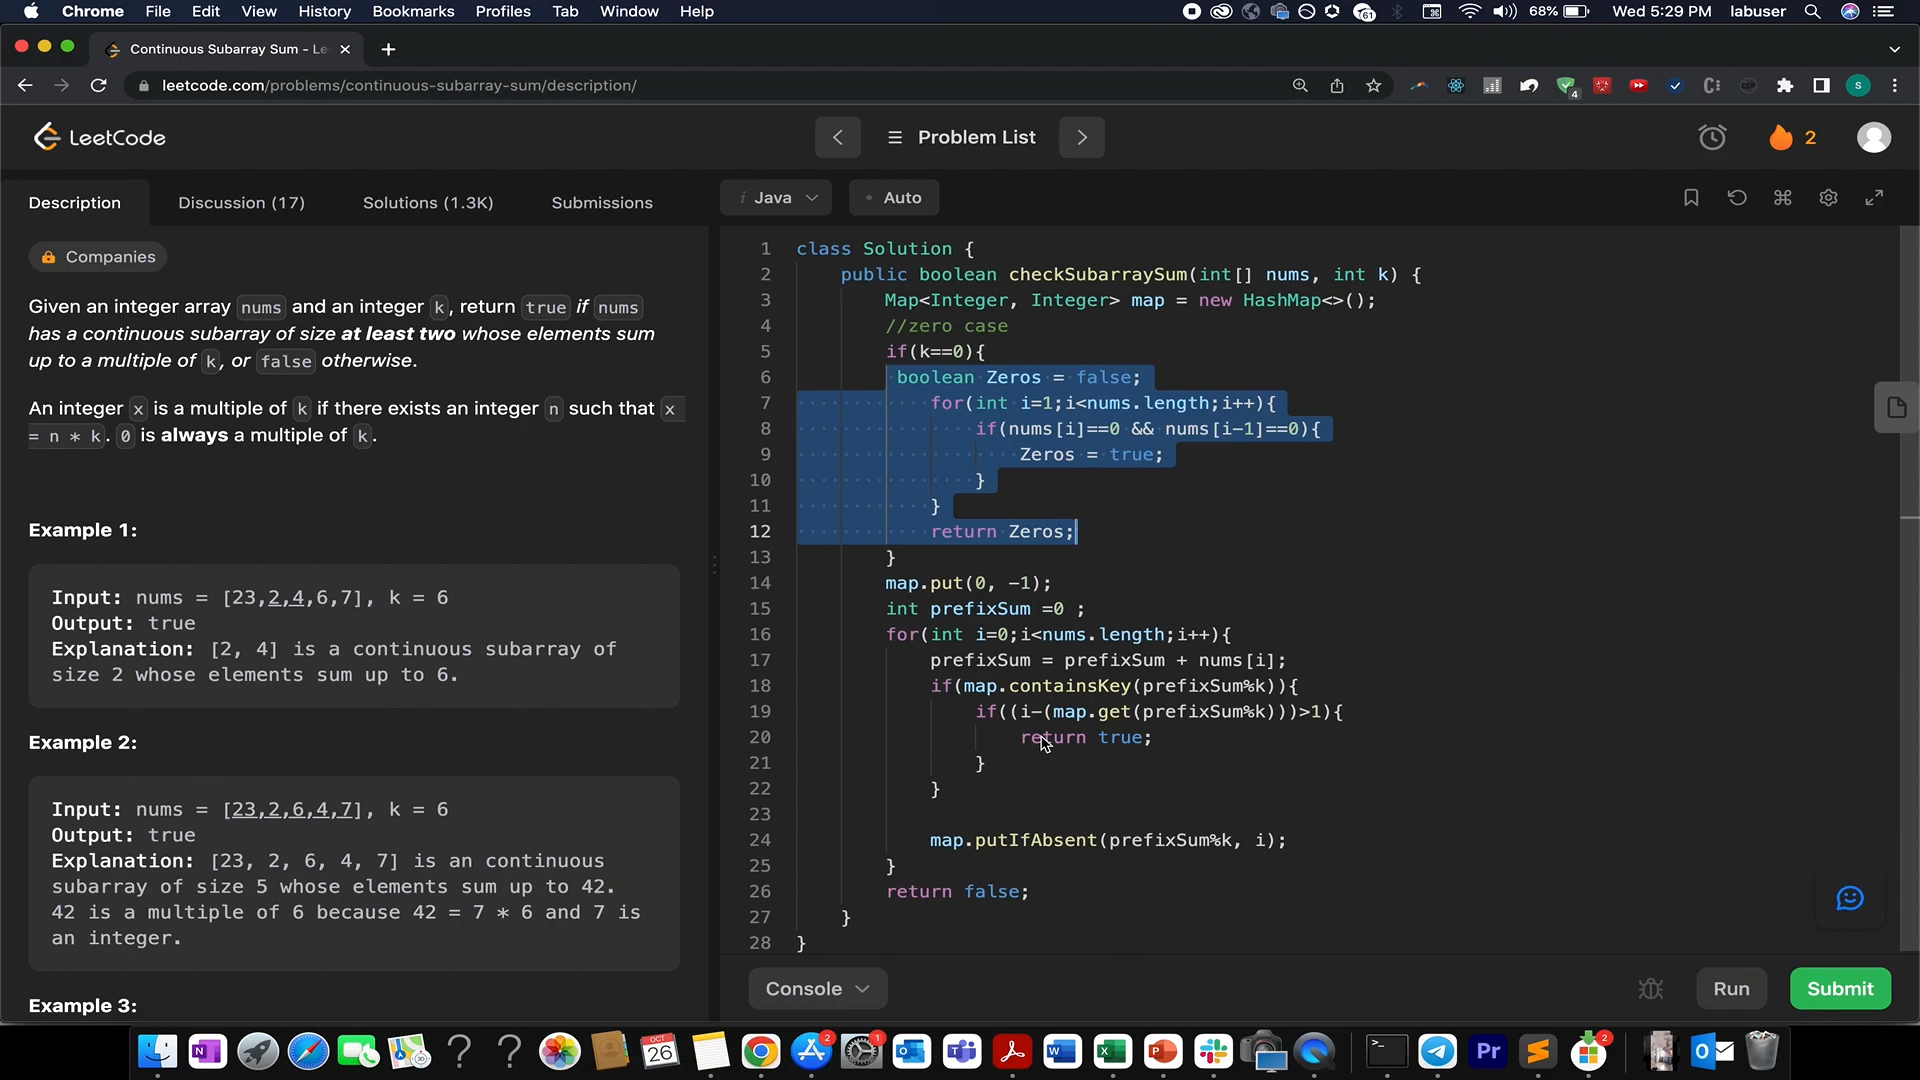 Chrome File Edit View History Bookmarks Profiles Tab Window Help
61 68% Wed 5:29 PM labuser
Continuous Subarray Sum - Le
leetcode.com/problems/continuous-subarray-sum/description/
4 S
LeetCode
Problem List
2
Description Discussion (17) Solutions (1.3K) Submissions
i Java • Auto
Companies
Given an integer array nums and an integer k, return true if nums
has a continuous subarray of size at least two whose elements sum
up to a multiple of k, or false otherwise.
An integer x is a multiple of k if there exists an integer n such that x
= n * k. 0 is always a multiple of k.
Example 1:
Input: nums = [23,2,4,6,7], k = 6
Output: true
Explanation: [2, 4] is a continuous subarray of
size 2 whose elements sum up to 6.
Example 2:
Input: nums = [23,2,6,4,7], k = 6
Output: true
Explanation: [23, 2, 6, 4, 7] is an continuous
subarray of size 5 whose elements sum up to 42.
42 is a multiple of 6 because 42 = 7 * 6 and 7 is
an integer.
Example 3:
1 class Solution {
2 public boolean checkSubarraySum(int[] nums, int k) {
3 Map<Integer, Integer> map = new HashMap<>();
4 //zero case
5 if(k==0){
6 boolean Zeros = false;
7 for(int i=1;i<nums.length;i++){
8 if(nums[i]==0 && nums[i-1]==0){
9 Zeros = true;
10 }
11 }
12 return Zeros;
13 }
14 map.put(0, -1);
15 int prefixSum =0 ;
16 for(int i=0;i<nums.length;i++){
17 prefixSum = prefixSum + nums[i];
18 if(map.containsKey(prefixSum%k)){
19 if((i-(map.get(prefixSum%k)))>1){
20 return true;
21 }
22 }
23
24 map.putIfAbsent(prefixSum%k, i);
25 }
26 return false;
27 }
28 }
Console Run Submit
N ? ? OCT 26 2 1 W X P >_ Pr 2